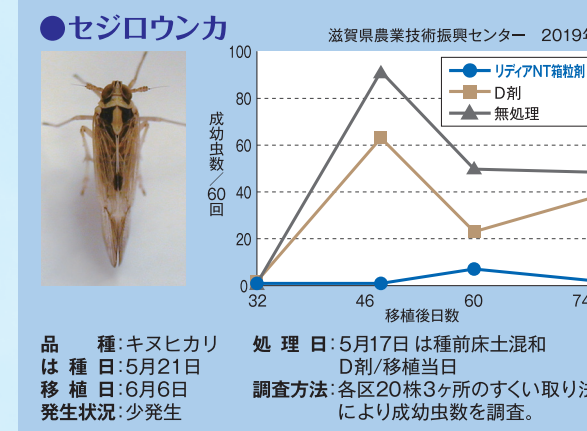 ●セジロウンカ
滋賀県農業技術振興センター　2019年
リディアNT箱粒剤
D剤
無処理
成幼虫数／60回
100
80
60
40
20
0
32 46 60 74
移植後日数
品　種：キヌヒカリ
は種日：5月21日
移植日：6月6日
発生状況：少発生
処理日：5月17日 は種前床土混和
D剤/移植当日
調査方法：各区20株3ヶ所のすくい取り法
により成幼虫数を調査。